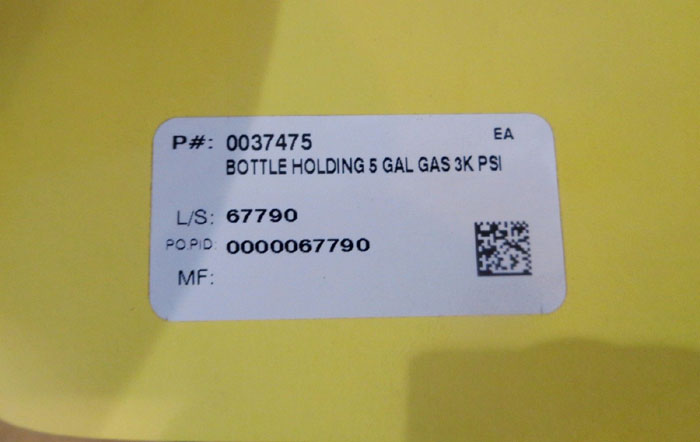 P#: 0037475 EA
BOTTLE HOLDING 5 GAL GAS 3K PSI
L/S: 67790
PO.PID: 0000067790
MF: